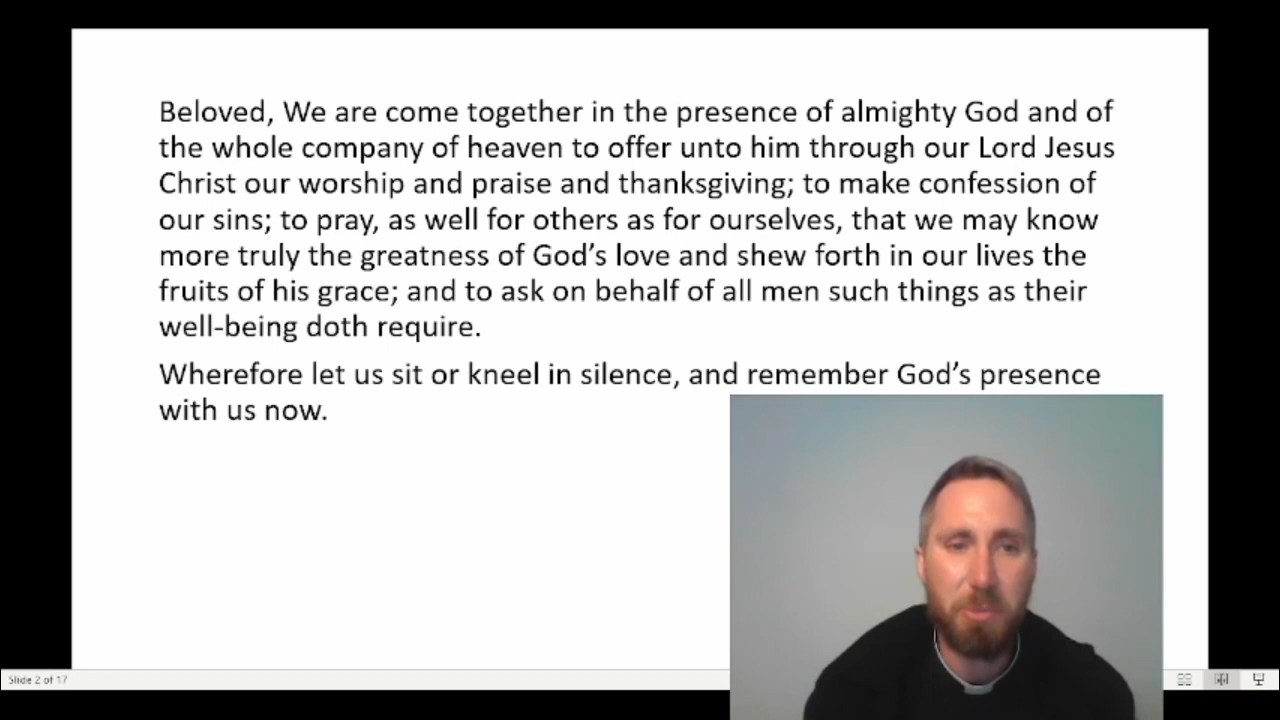 Beloved, We are come together in the presence of almighty God and of
the whole company of heaven to offer unto him through our Lord Jesus
Christ our worship and praise and thanksgiving; to make confession of
our sins; to pray, as well for others as for ourselves, that we may know
more truly the greatness of God’s love and shew forth in our lives the
fruits of his grace; and to ask on behalf of all men such things as their
well-being doth require.
Wherefore let us sit or kneel in silence, and remember God’s presence
with us now.
Slide 2 of 17